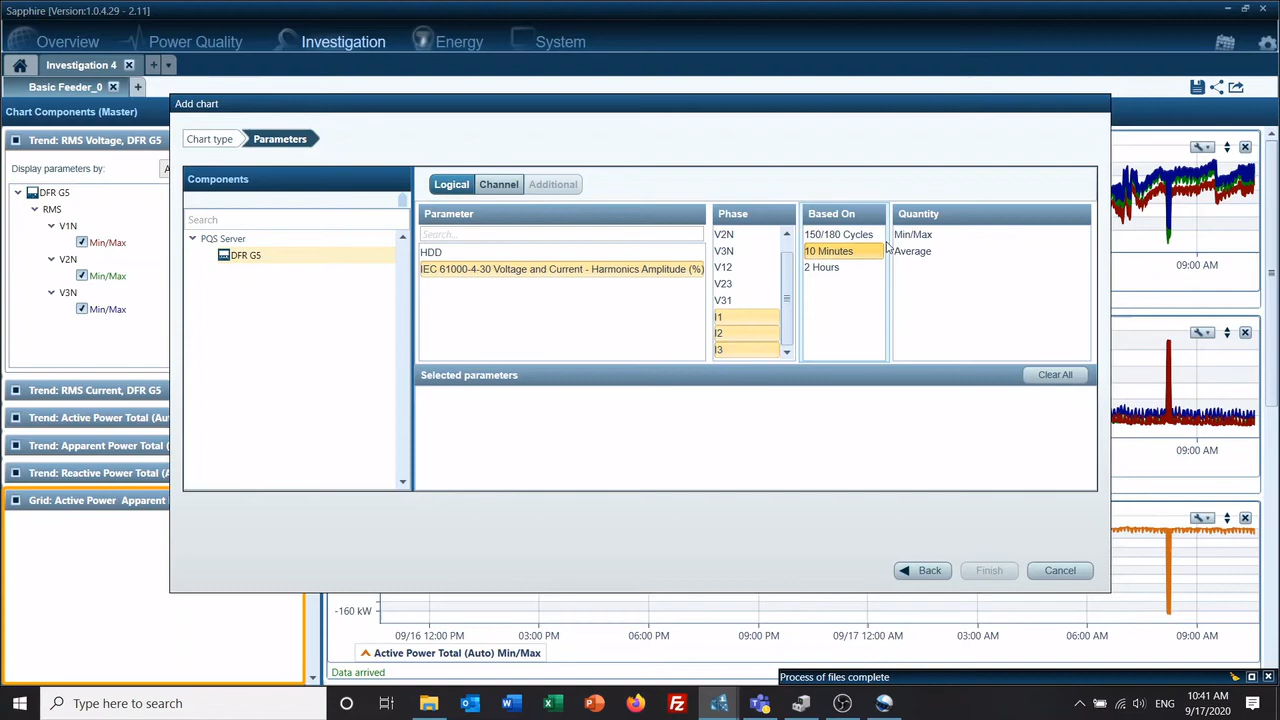 Sapphire [Version:1.0.4.29 - 2.11]
Overview
Power Quality
Investigation
Energy
System
Investigation 4
Basic Feeder_0
Chart Components (Master)
Trend: RMS Voltage, DFR G5
Display parameters by:
DFR G5
RMS
V1N
Min/Max
V2N
Min/Max
V3N
Min/Max
Trend: RMS Current, DFR G5
Trend: Active Power Total (Au
Trend: Apparent Power Total (
Trend: Reactive Power Total (A
Grid: Active Power Apparent
Add chart
Chart type
Parameters
Components
Search
PQS Server
DFR G5
Logical
Channel
Additional
Parameter
Search...
HDD
IEC 61000-4-30 Voltage and Current - Harmonics Amplitude (%)
Phase
V2N
V3N
V12
V23
V31
I1
I2
I3
Based On
150/180 Cycles
10 Minutes
2 Hours
Quantity
Min/Max
Average
Selected parameters
Clear All
Back
Finish
Cancel
09:00 AM
09:00 AM
-160 kW
09/16 12:00 PM
03:00 PM
06:00 PM
09:00 PM
09/17 12:00 AM
03:00 AM
06:00 AM
09:00 AM
Active Power Total (Auto) Min/Max
Data arrived
Process of files complete
Type here to search
ENG
10:41 AM
9/17/2020